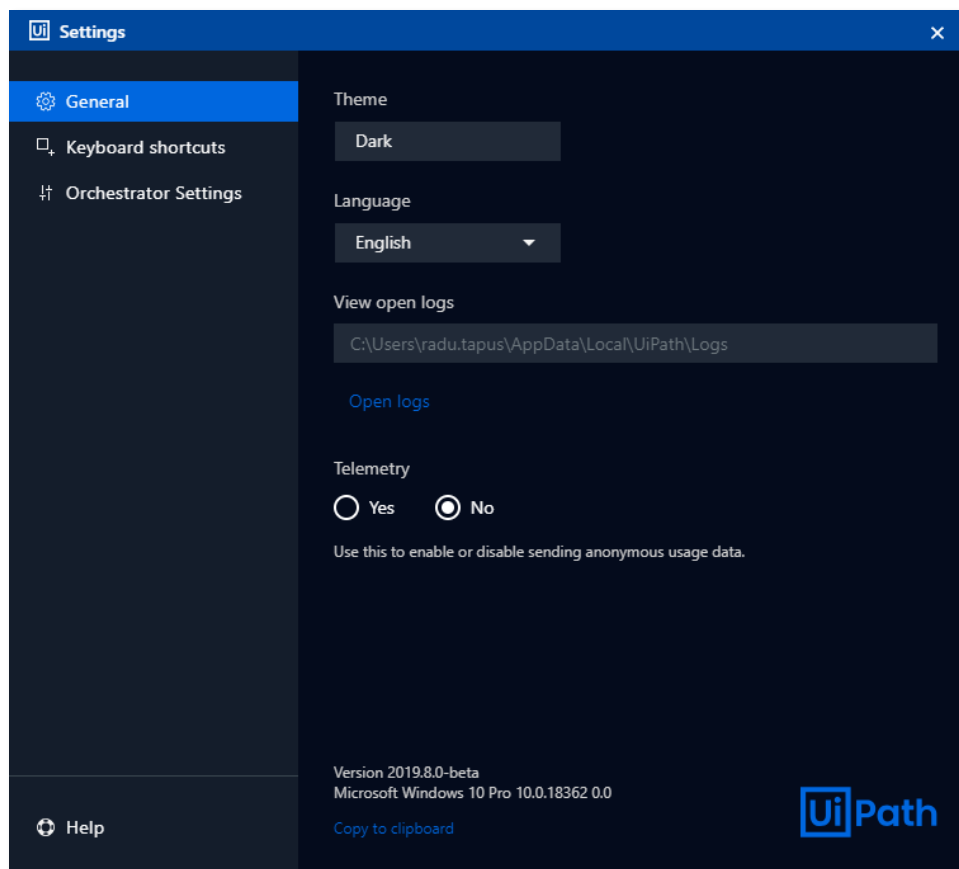 Ui Settings
General
Keyboard shortcuts
Orchestrator Settings
Help
Theme
Dark
Language
English
View open logs
C:\Users\radu.tapus\AppData\Local\UiPath\Logs
Open logs
Telemetry
Yes No
Use this to enable or disable sending anonymous usage data.
Version 2019.8.0-beta
Microsoft Windows 10 Pro 10.0.18362 0.0
Copy to clipboard
UiPath